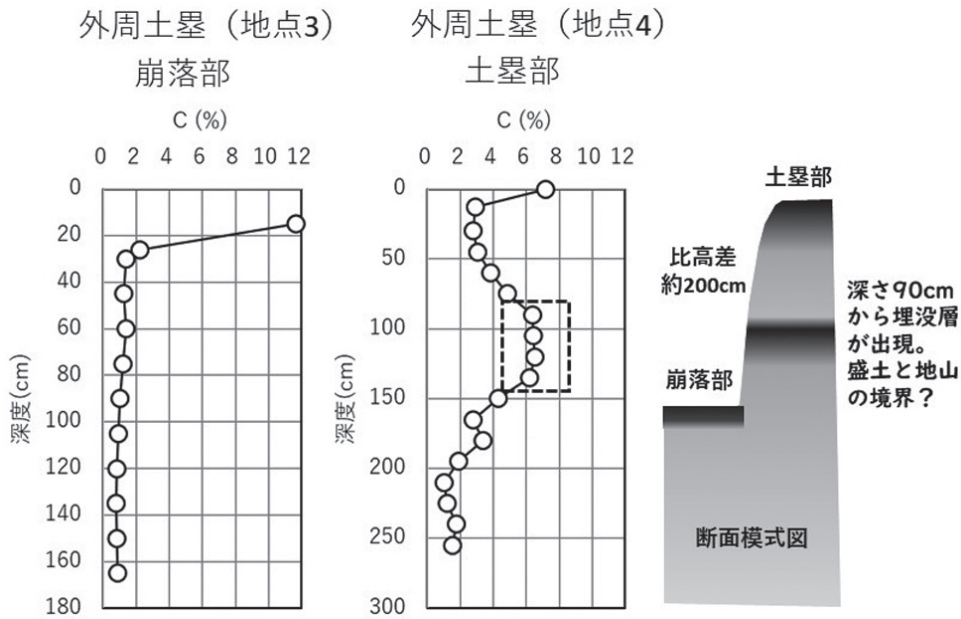 外周土塁（地点3）
崩落部
C (%)
0 2 4 6 8 10 12
0
20
40
60
80
100
120
140
160
180
深度(cm)
外周土塁（地点4）
土塁部
C (%)
0 2 4 6 8 10 12
0
50
100
150
200
250
300
深度(cm)
土塁部
比高差
約200cm
崩落部
深さ90cm
から埋没層
が出現。
盛土と地山
の境界？
断面模式図